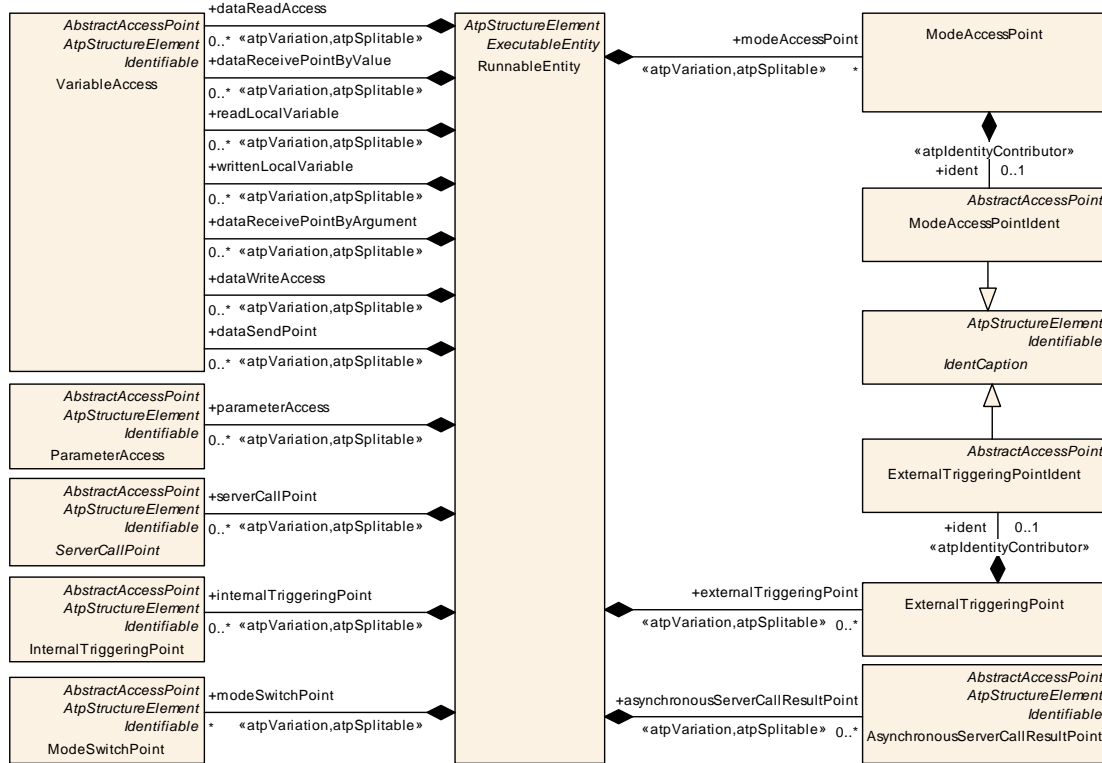 AbstractAccessPoint
AtpStructureElement
Identifiable
VariableAccess
+dataReadAccess
0..* «atpVariation,atpSplitable»
+dataReceivePointByValue
0..* «atpVariation,atpSplitable»
+readLocalVariable
0..* «atpVariation,atpSplitable»
+writtenLocalVariable
0..* «atpVariation,atpSplitable»
+dataReceivePointByArgument
0..* «atpVariation,atpSplitable»
+dataWriteAccess
0..* «atpVariation,atpSplitable»
+dataSendPoint
0..* «atpVariation,atpSplitable»
AbstractAccessPoint
AtpStructureElement
Identifiable
ParameterAccess
+parameterAccess
0..* «atpVariation,atpSplitable»
AbstractAccessPoint
AtpStructureElement
Identifiable
ServerCallPoint
+serverCallPoint
0..* «atpVariation,atpSplitable»
AbstractAccessPoint
AtpStructureElement
Identifiable
InternalTriggeringPoint
+internalTriggeringPoint
0..* «atpVariation,atpSplitable»
AbstractAccessPoint
AtpStructureElement
Identifiable
ModeSwitchPoint
+modeSwitchPoint
* «atpVariation,atpSplitable»
AtpStructureElement
ExecutableEntity
RunnableEntity
+modeAccessPoint
«atpVariation,atpSplitable» *
ModeAccessPoint
«atpIdentityContributor»
+ident 0..1
AbstractAccessPoint
ModeAccessPointIdent
AtpStructureElement
Identifiable
IdentCaption
AbstractAccessPoint
ExternalTriggeringPointIdent
+ident 0..1
«atpIdentityContributor»
+externalTriggeringPoint
«atpVariation,atpSplitable» 0..*
ExternalTriggeringPoint
+asynchronousServerCallResultPoint
«atpVariation,atpSplitable» 0..*
AbstractAccessPoint
AtpStructureElement
Identifiable
AsynchronousServerCallResultPoint